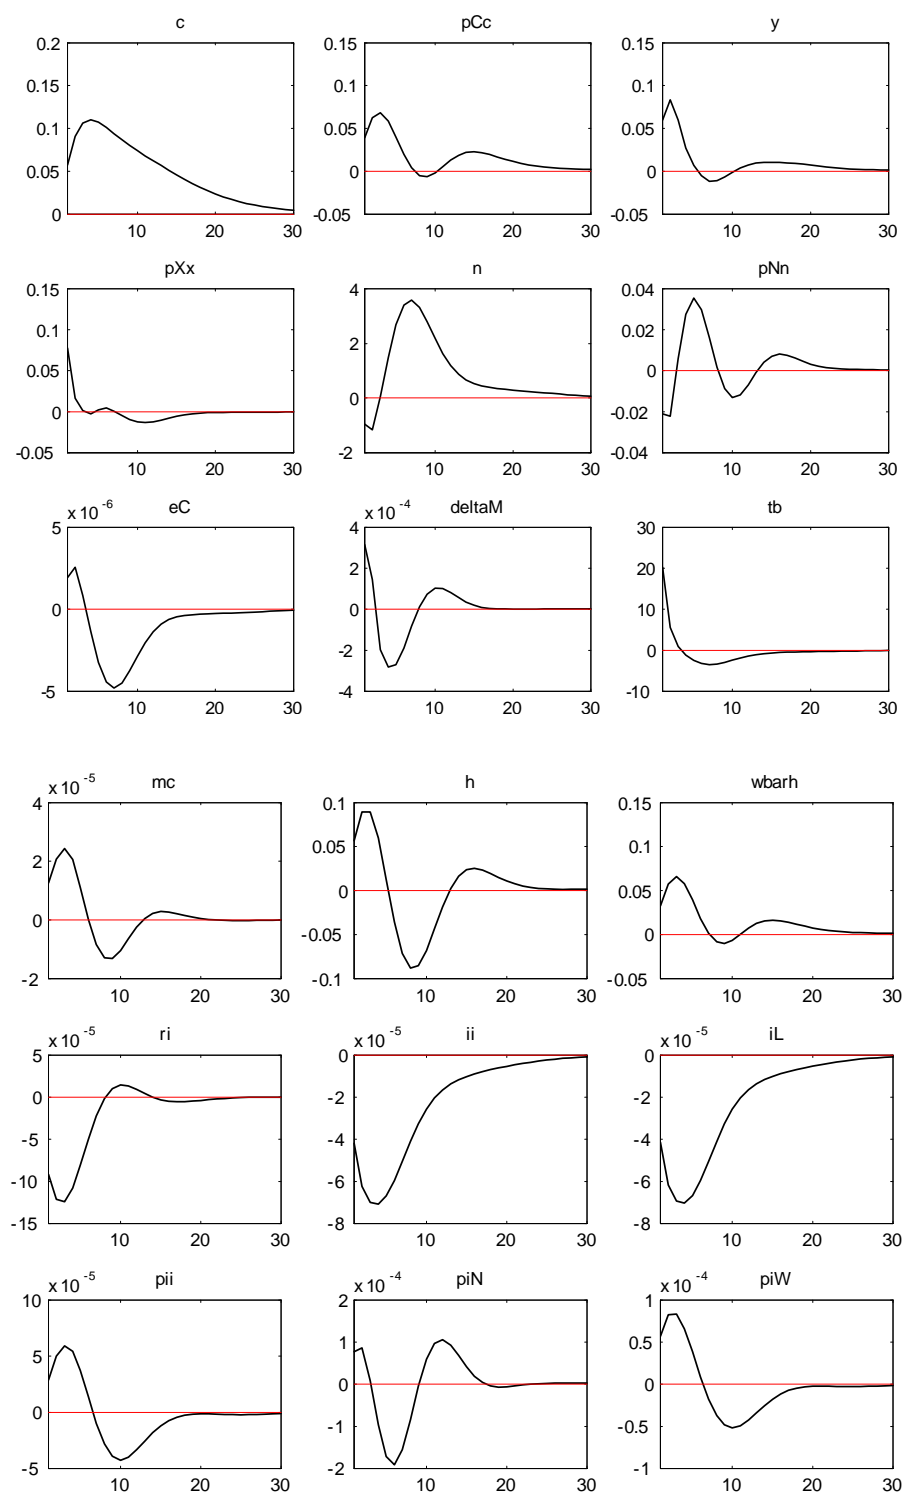 c pCc y
0.2 0.15 0.15
0.15 0.1 0.1
0.1 0.05 0.05
0.05 0 0
0 -0.05 -0.05
10 20 30 10 20 30 10 20 30
pXx n pNn
0.15 4 0.04
0.1 2 0.02
0.05 0 0
0 -2 -0.02
-0.05 -0.04
10 20 30 10 20 30 10 20 30
x 10 -6 eC x 10 -4 deltaM tb
5 4 30
0 2 20
-5 0 10
-2 0
-4 -10
10 20 30 10 20 30 10 20 30
x 10 -5 mc h wbarh
4 0.1 0.15
2 0.05 0.1
0 0 0.05
-2 -0.05 0
-0.1 -0.05
10 20 30 10 20 30 10 20 30
x 10 -5 ri x 10 -5 ii x 10 -5 iL
5 0 0
0 -2 -2
-5 -4 -4
-10 -6 -6
-15 -8 -8
10 20 30 10 20 30 10 20 30
x 10 -5 pii x 10 -4 piN x 10 -4 piW
10 2 1
5 1 0.5
0 0 0
-5 -1 -0.5
-2 -1
10 20 30 10 20 30 10 20 30